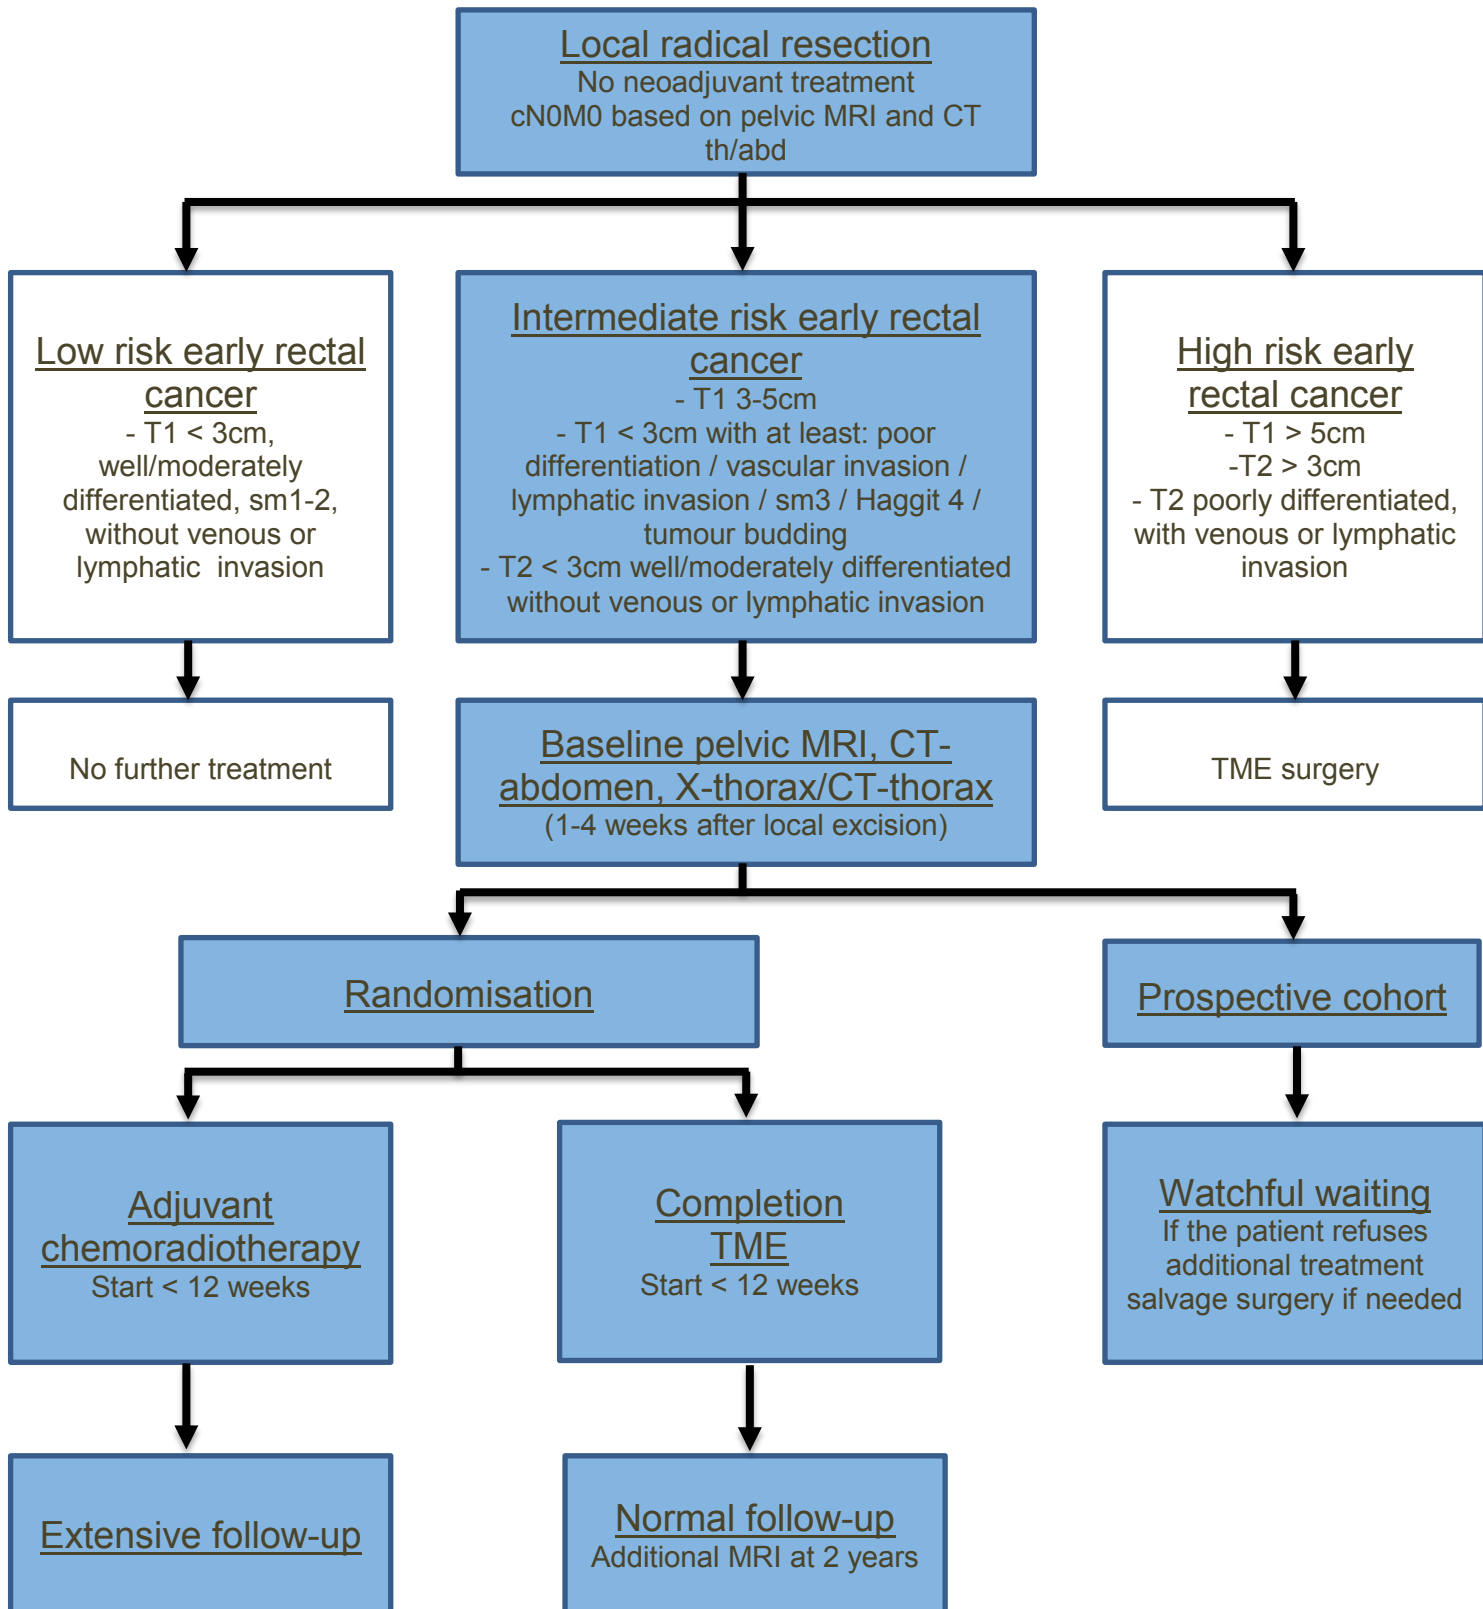 Local radical resection
No neoadjuvant treatment
cN0M0 based on pelvic MRI and CT
th/abd
Low risk early rectal
cancer
- T1 < 3cm,
well/moderately
differentiated, sm1-2,
without venous or
lymphatic invasion
Intermediate risk early rectal
cancer
- T1 3-5cm
- T1 < 3cm with at least: poor
differentiation / vascular invasion /
lymphatic invasion / sm3 / Haggit 4 /
tumour budding
- T2 < 3cm well/moderately differentiated
without venous or lymphatic invasion
High risk early
rectal cancer
- T1 > 5cm
-T2 > 3cm
- T2 poorly differentiated,
with venous or lymphatic
invasion
No further treatment
Baseline pelvic MRI, CT-
abdomen, X-thorax/CT-thorax
(1-4 weeks after local excision)
TME surgery
Randomisation
Prospective cohort
Adjuvant
chemoradiotherapy
Start < 12 weeks
Completion
TME
Start < 12 weeks
Watchful waiting
If the patient refuses
additional treatment
salvage surgery if needed
Extensive follow-up
Normal follow-up
Additional MRI at 2 years